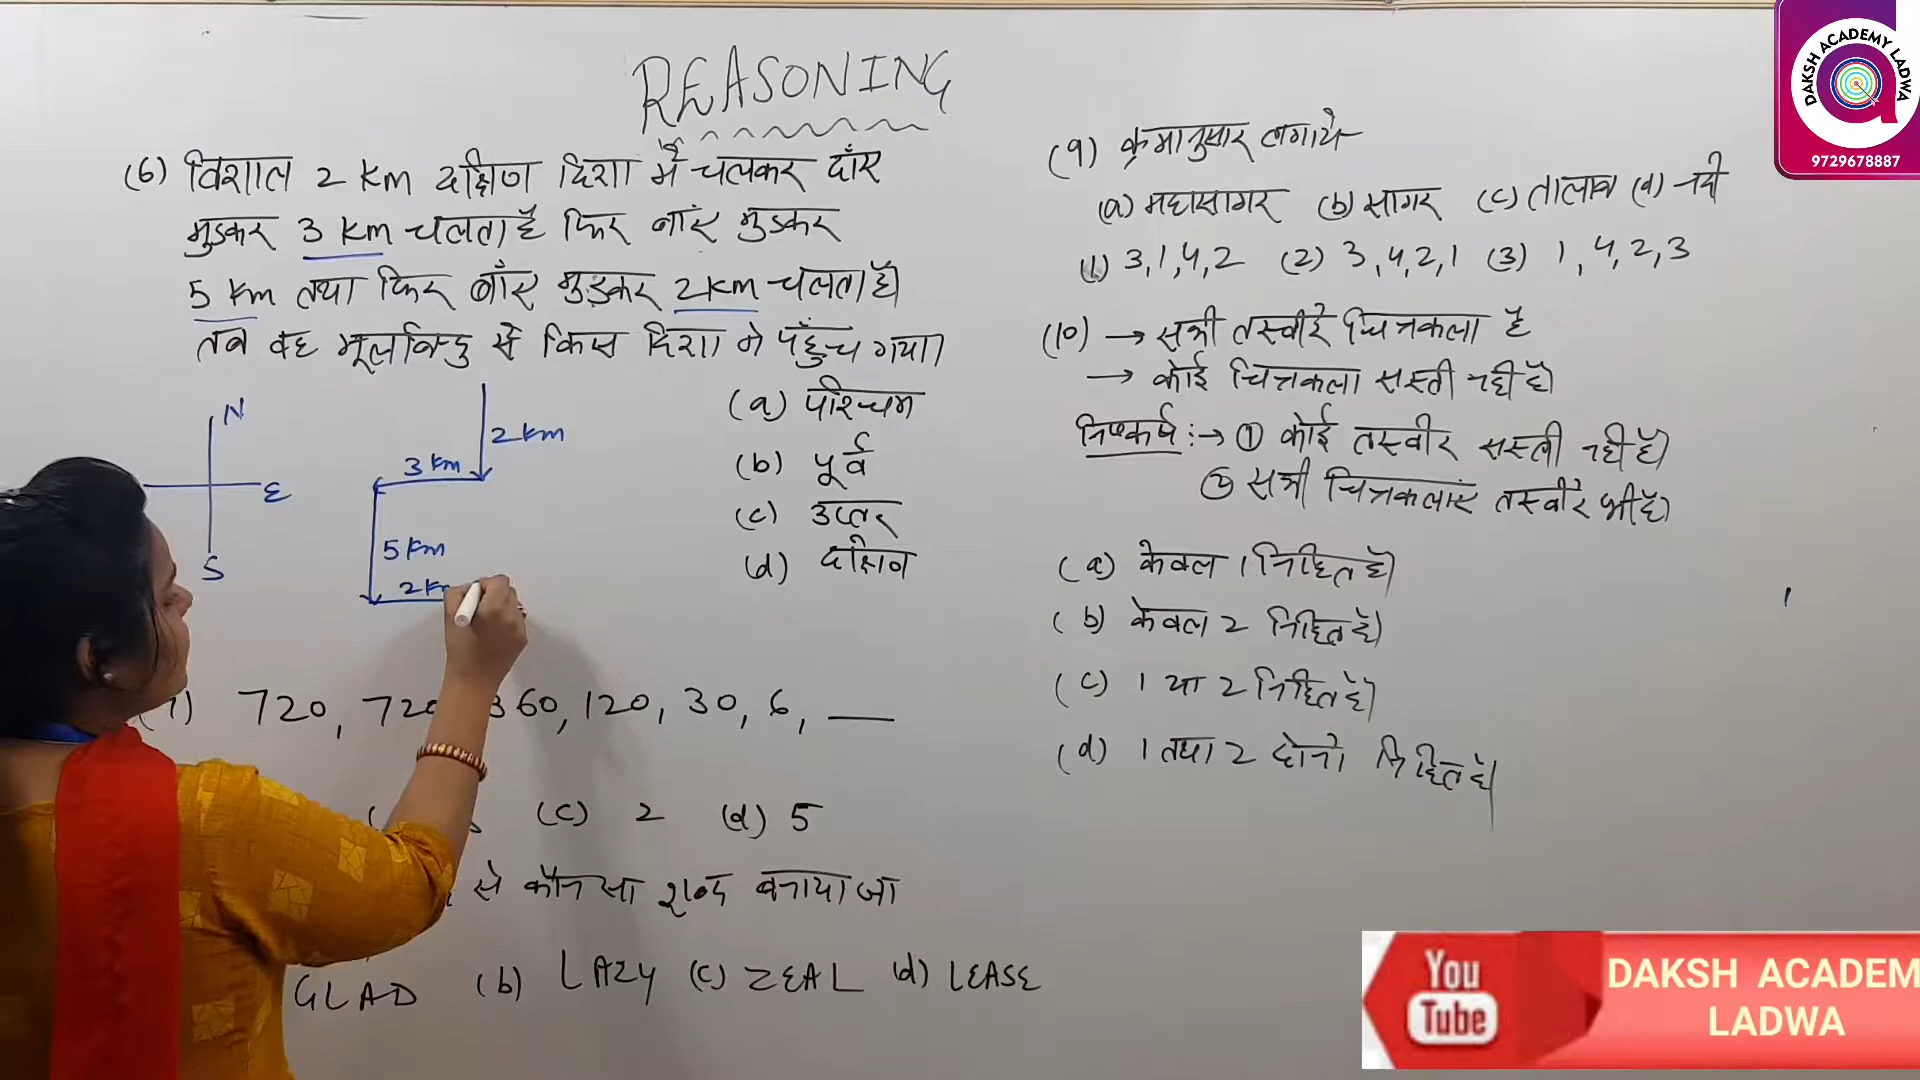 REASONING
(6) विशाल 2 Km दक्षिण दिशा में चलकर दाँए
मुडकर 3 Km चलता है फिर बांए मुडकर
5 Km तथा फिर बाँए मुडकर 2 Km चलता है।
तब वह मूलबिन्दु से किस दिशा मे पहुँच गया।
N
E
S
2 Km
3 Km
5 Km
(a) पश्चिम
(b) पूर्व
(c) उत्तर
(d) दक्षिण
720, 720, 360, 120, 30, 6, ___
(c) 2 (d) 5
से कौन सा शब्द बनाया जा
GLAD (b) LAZY (c) ZEAL (d) LEASE
(9) क्रमानुसार लगाये-
(a) महासागर (b) सागर (c) तालाब (d) नदी
(1) 3,1,4,2 (2) 3,4,2,1 (3) 1,4,2,3
(10) → सभी तस्वीरे चित्रकला है
→ कोई चित्रकला सस्ती नही है।
निष्कर्ष :→ ① कोई तस्वीर सस्ती नही है।
② सभी चित्रकलाएं तस्वीरे भी है।
(a) केवल 1 निहित है।
(b) केवल 2 निहित है।
(c) 1 या 2 निहित है।
(d) 1 तथा 2 दोनो निहित है।
DAKSH ACADEMY LADWA
9729678887
You
Tube
DAKSH ACADEM
LADWA